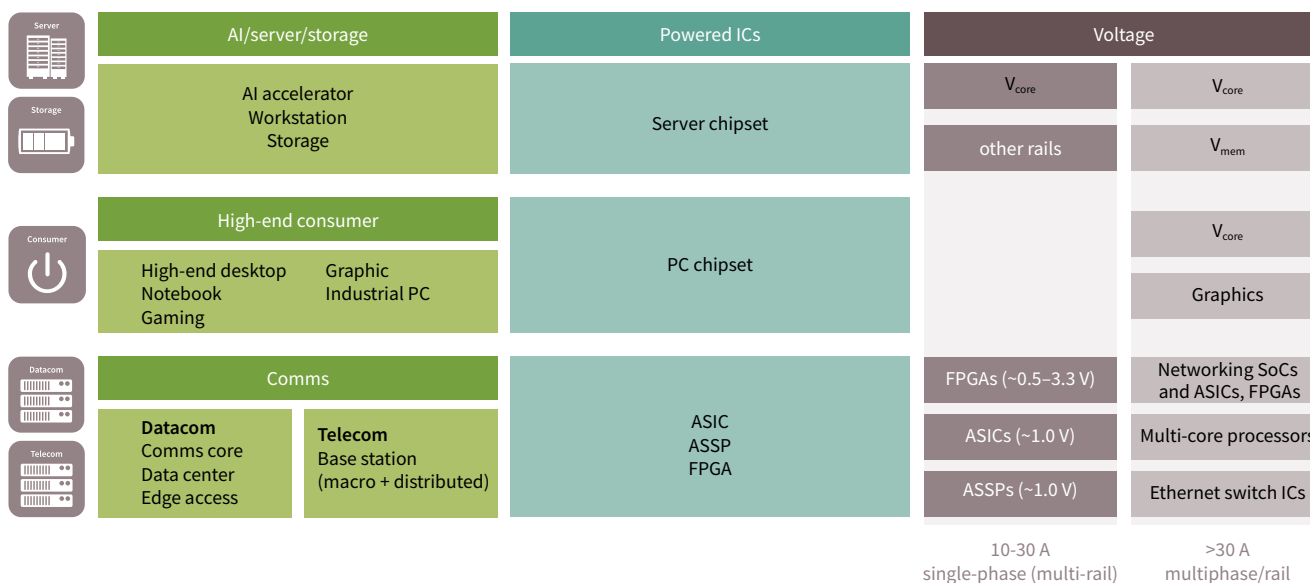 Server
AI/server/storage
Powered ICs
Voltage
AI accelerator
Workstation
Storage
Storage
Server chipset
V_core
V_core
other rails
V_mem
Consumer
High-end consumer
High-end desktop
Notebook
Gaming
Graphic
Industrial PC
PC chipset
V_core
Graphics
Datacom
Telecom
Comms
Datacom
Comms core
Data center
Edge access
Telecom
Base station
(macro + distributed)
ASIC
ASSP
FPGA
FPGAs (~0.5–3.3 V)
Networking SoCs
and ASICs, FPGAs
ASICs (~1.0 V)
Multi-core processors
ASSPs (~1.0 V)
Ethernet switch ICs
10-30 A
single-phase (multi-rail)
>30 A
multiphase/rail